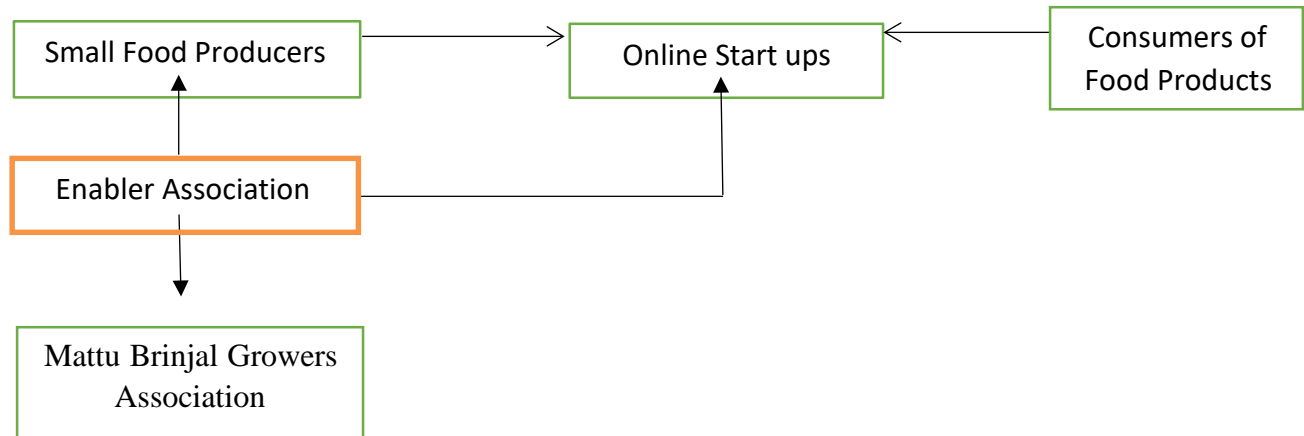 Small Food Producers
Online Start ups
Consumers of
Food Products
Enabler Association
Mattu Brinjal Growers
Association